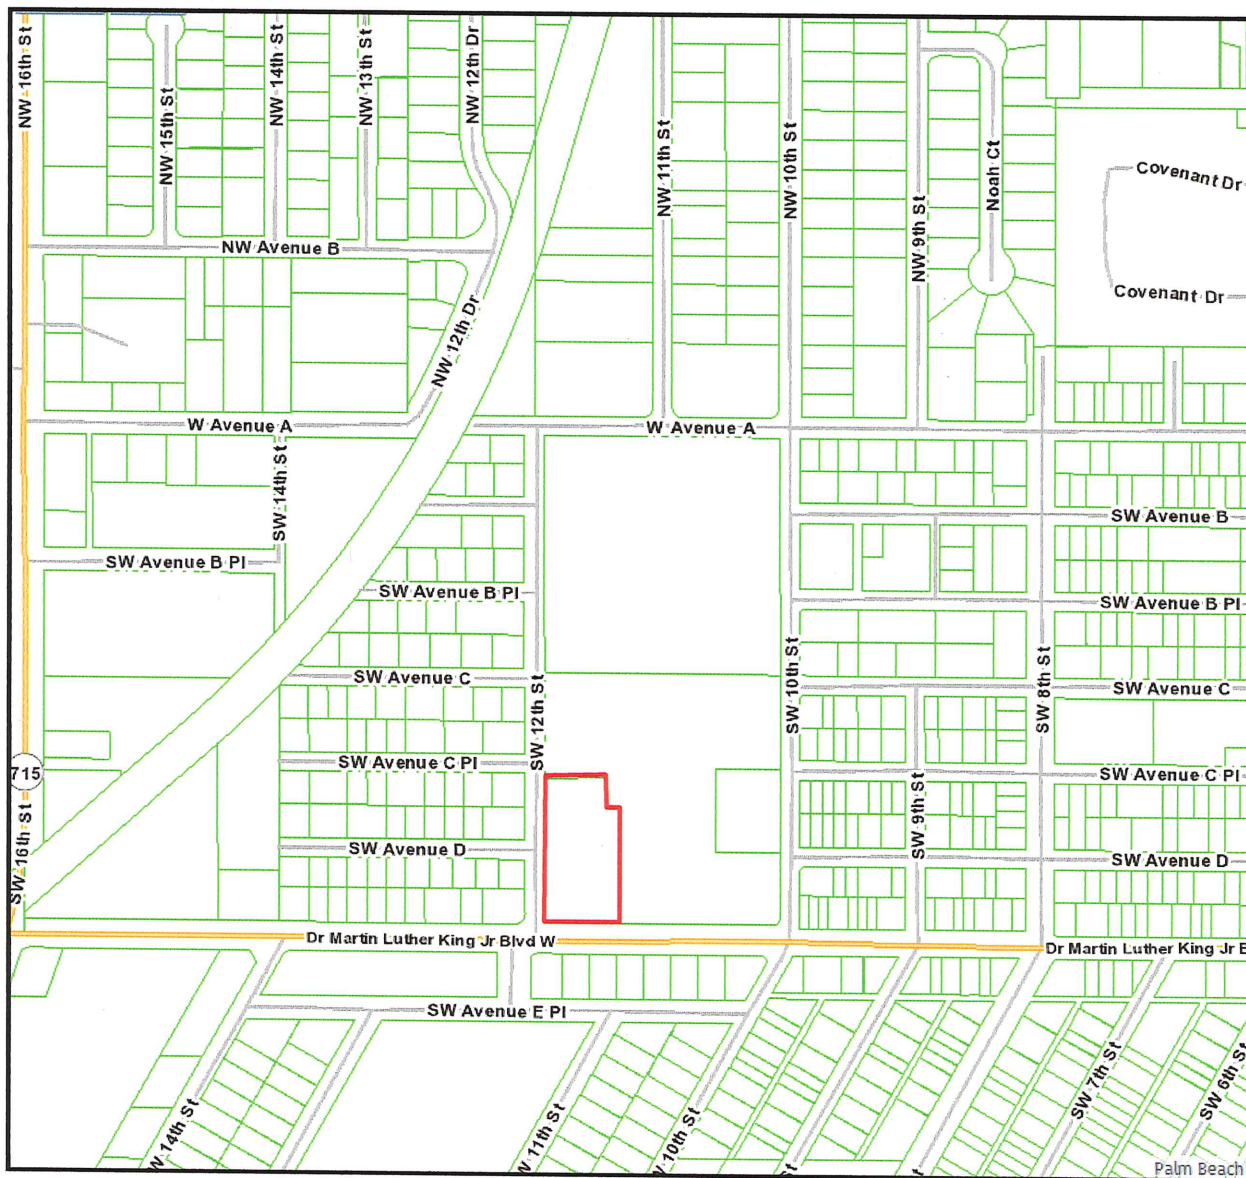 NW 16th St
NW 15th St
NW 14th St
NW 13th St
NW 12th Dr
NW 11th St
NW 10th St
NW 9th St
Noah Ct
Covenant Dr
Covenant Dr
NW Avenue B
NW 12th Dr
W Avenue A
W Avenue A
SW 14th St
SW Avenue B
SW Avenue B Pl
SW Avenue B Pl
SW Avenue B Pl
SW Avenue C
SW Avenue C
SW 12th St
SW 10th St
SW 8th St
715
SW Avenue C Pl
SW Avenue C Pl
SW 16th St
SW 9th St
SW Avenue D
SW Avenue D
Dr Martin Luther King Jr Blvd W
Dr Martin Luther King Jr B
SW Avenue E Pl
W 14th St
W 11th St
W 10th St
St
t
SW 7th St
SW 6th St
Palm Beach